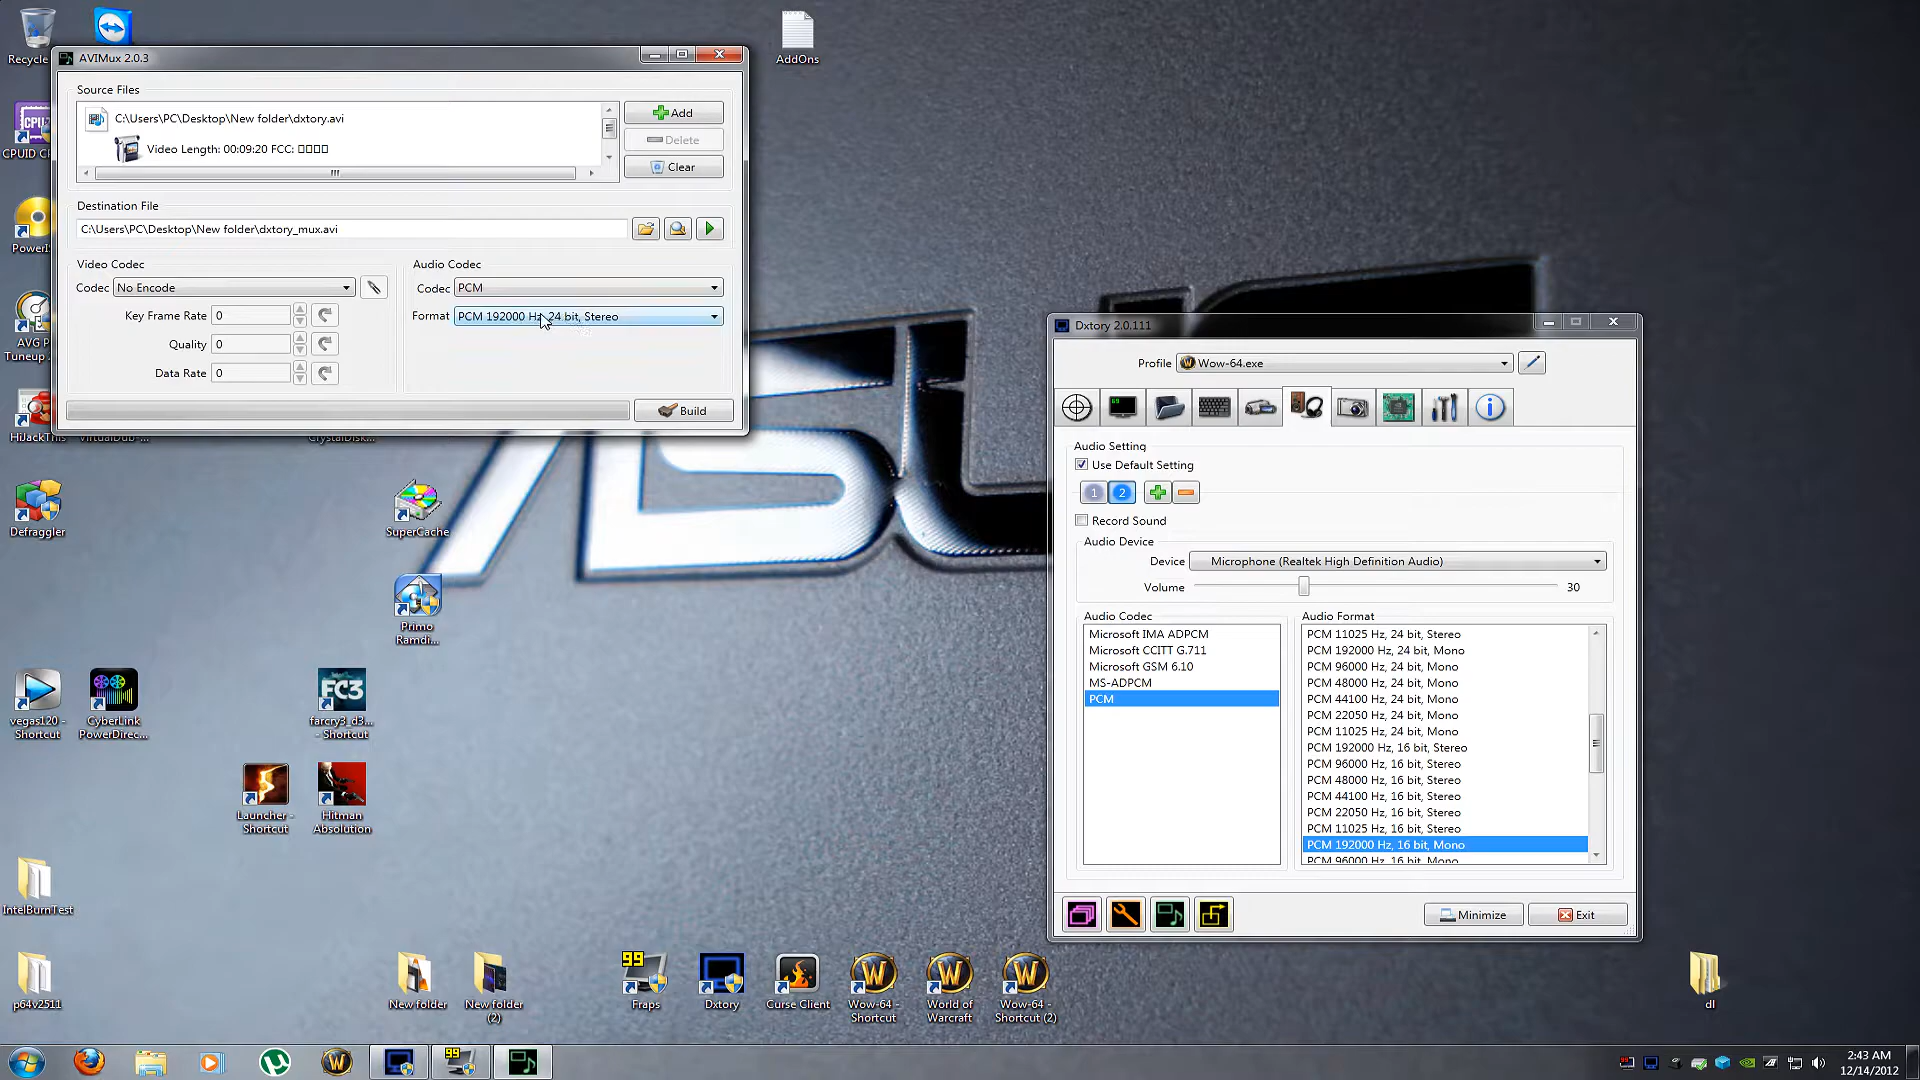 Recycle
AddOns
AVIMux 2.0.3
Source Files
C:\Users\PC\Desktop\New folder\dxtory.avi
Video Length: 00:09:20 FCC: □□□□
Add
Delete
Clear
Destination File
C:\Users\PC\Desktop\New folder\dxtory_mux.avi
Video Codec
Codec No Encode
Key Frame Rate 0
Quality 0
Data Rate 0
Audio Codec
Codec PCM
Format PCM 192000 Hz, 24 bit, Stereo
Build
CPUID
PowerI
AVG P
Tuneup
HiJackThis
VirtualDub-...
CrystalDisk...
Defraggler
SuperCache
Primo
Ramdi...
vegas120 -
Shortcut
CyberLink
PowerDirec...
FC3
farcry3_d3...
- Shortcut
Launcher -
Shortcut
Hitman
Absolution
IntelBurnTest
p64v2511
New folder
New folder
(2)
99
Fraps
Dxtory
Curse Client
Wow-64 -
Shortcut
World of
Warcraft
Wow-64 -
Shortcut (2)
dl
Dxtory 2.0.111
Profile Wow-64.exe
Audio Setting
Use Default Setting
1 2
Record Sound
Audio Device
Device Microphone (Realtek High Definition Audio)
Volume 30
Audio Codec
Microsoft IMA ADPCM
Microsoft CCITT G.711
Microsoft GSM 6.10
MS-ADPCM
PCM
Audio Format
PCM 11025 Hz, 24 bit, Stereo
PCM 192000 Hz, 24 bit, Mono
PCM 96000 Hz, 24 bit, Mono
PCM 48000 Hz, 24 bit, Mono
PCM 44100 Hz, 24 bit, Mono
PCM 22050 Hz, 24 bit, Mono
PCM 11025 Hz, 24 bit, Mono
PCM 192000 Hz, 16 bit, Stereo
PCM 96000 Hz, 16 bit, Stereo
PCM 48000 Hz, 16 bit, Stereo
PCM 44100 Hz, 16 bit, Stereo
PCM 22050 Hz, 16 bit, Stereo
PCM 11025 Hz, 16 bit, Stereo
PCM 192000 Hz, 16 bit, Mono
PCM 96000 Hz, 16 bit, Mono
Minimize
Exit
99
2:43 AM
12/14/2012